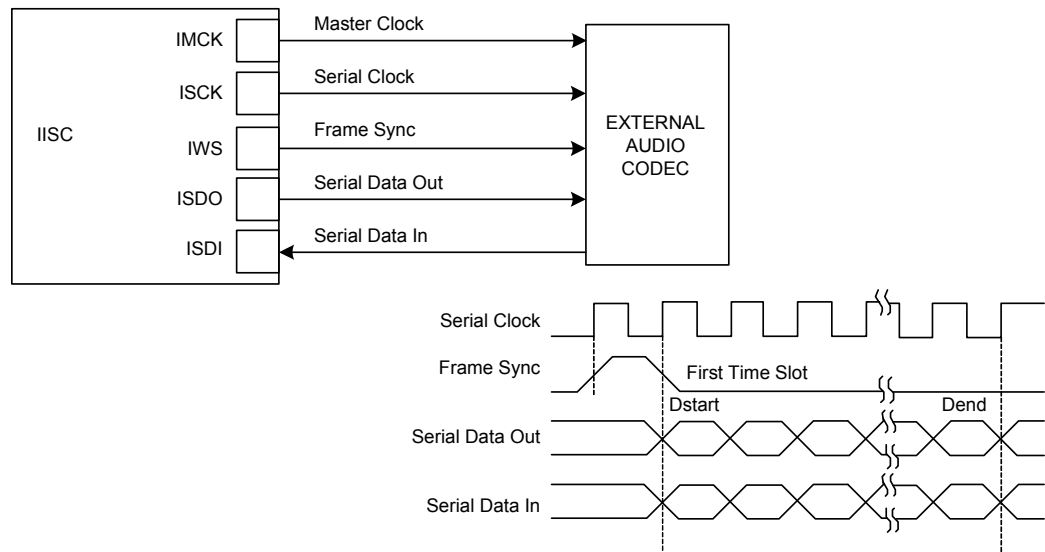 IMCK
Master Clock
ISCK
Serial Clock
IISC
IWS
Frame Sync
EXTERNAL
AUDIO
CODEC
ISDO
Serial Data Out
ISDI
Serial Data In
Serial Clock
Frame Sync
First Time Slot
Dstart
Dend
Serial Data Out
Serial Data In